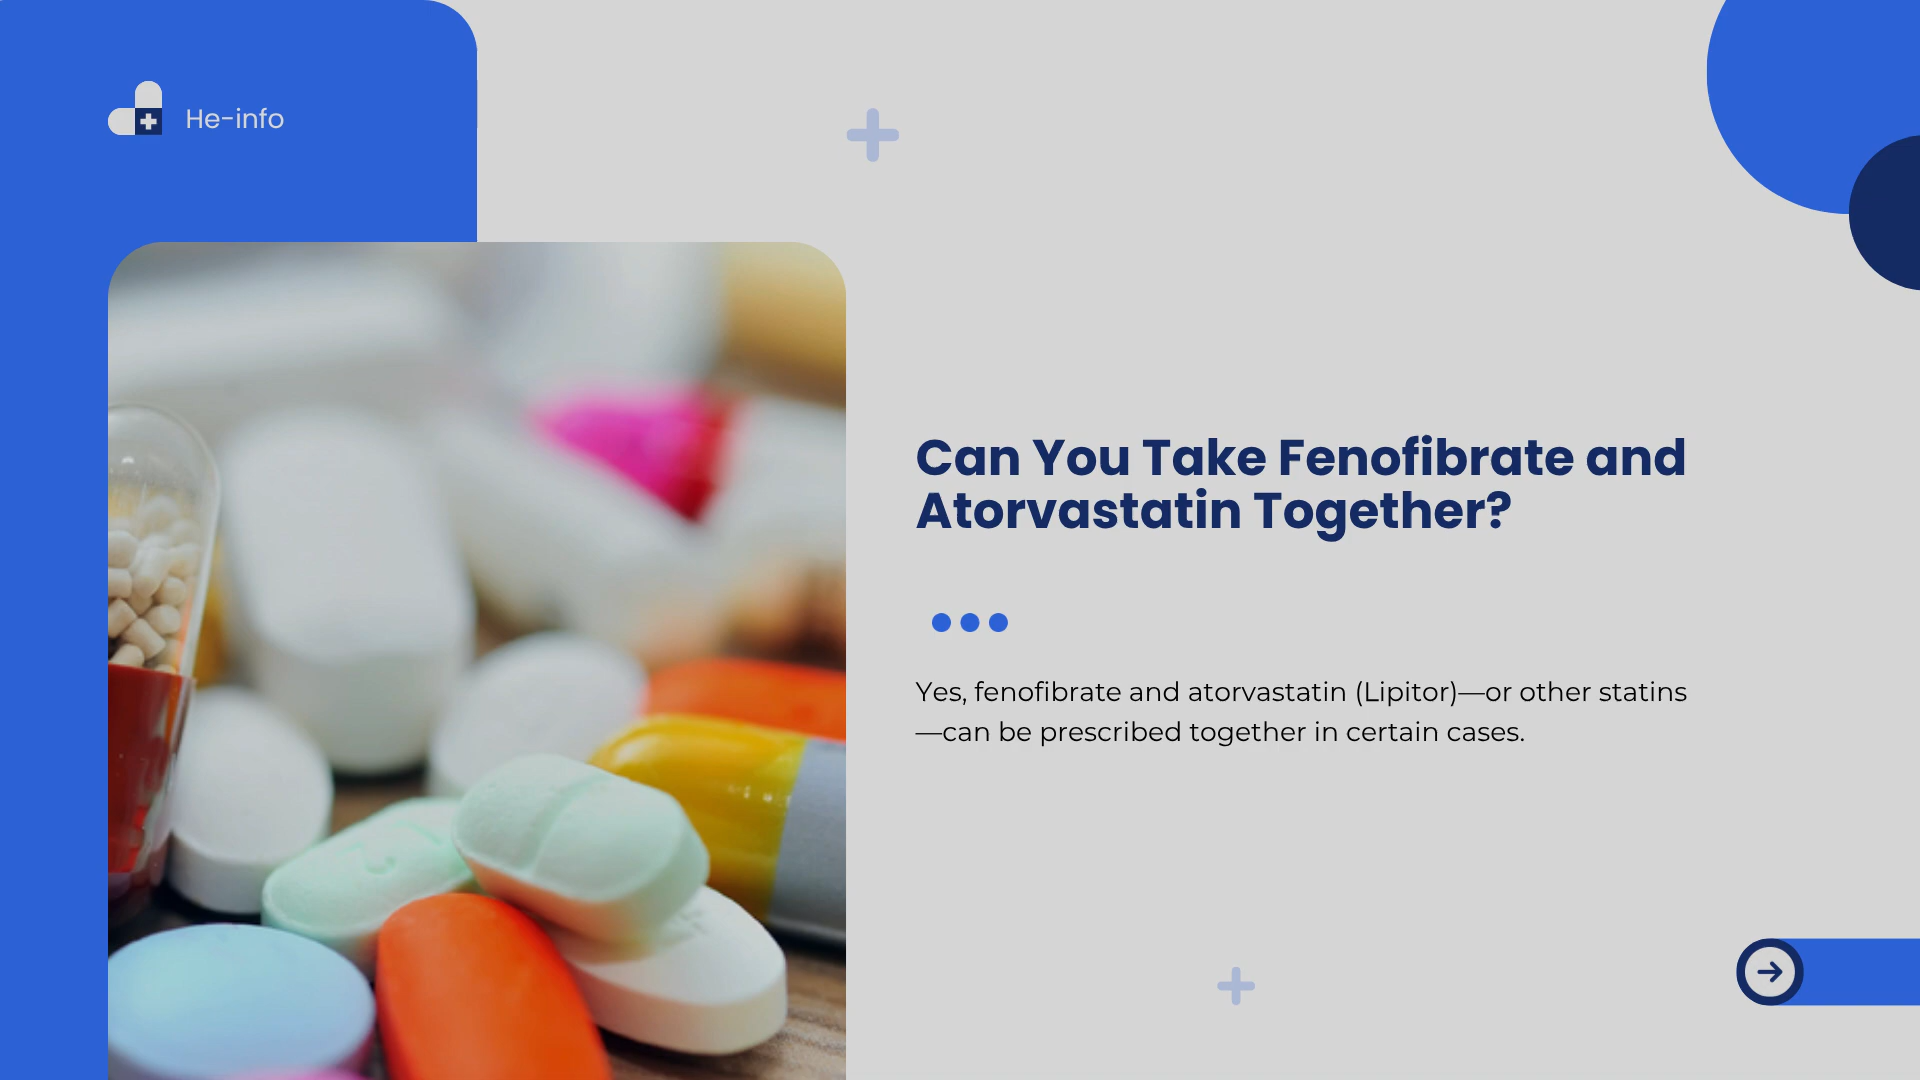 He-info
Can You Take Fenofibrate and
Atorvastatin Together?
Yes, fenofibrate and atorvastatin (Lipitor)—or other statins
—can be prescribed together in certain cases.